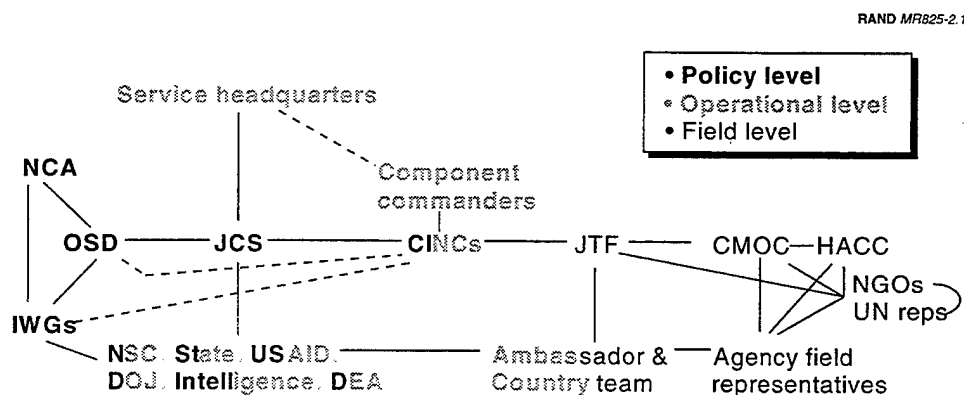 RAND MR825-2.1
• Policy level
• Operational level
• Field level
Service headquarters
NCA
Component
commanders
OSD
JCS
CINCs
JTF
CMOC
HACC
NGOs
UN reps
IWGs
NSC, State, USAID,
DOJ, Intelligence, DEA
Ambassador &
Country team
Agency field
representatives